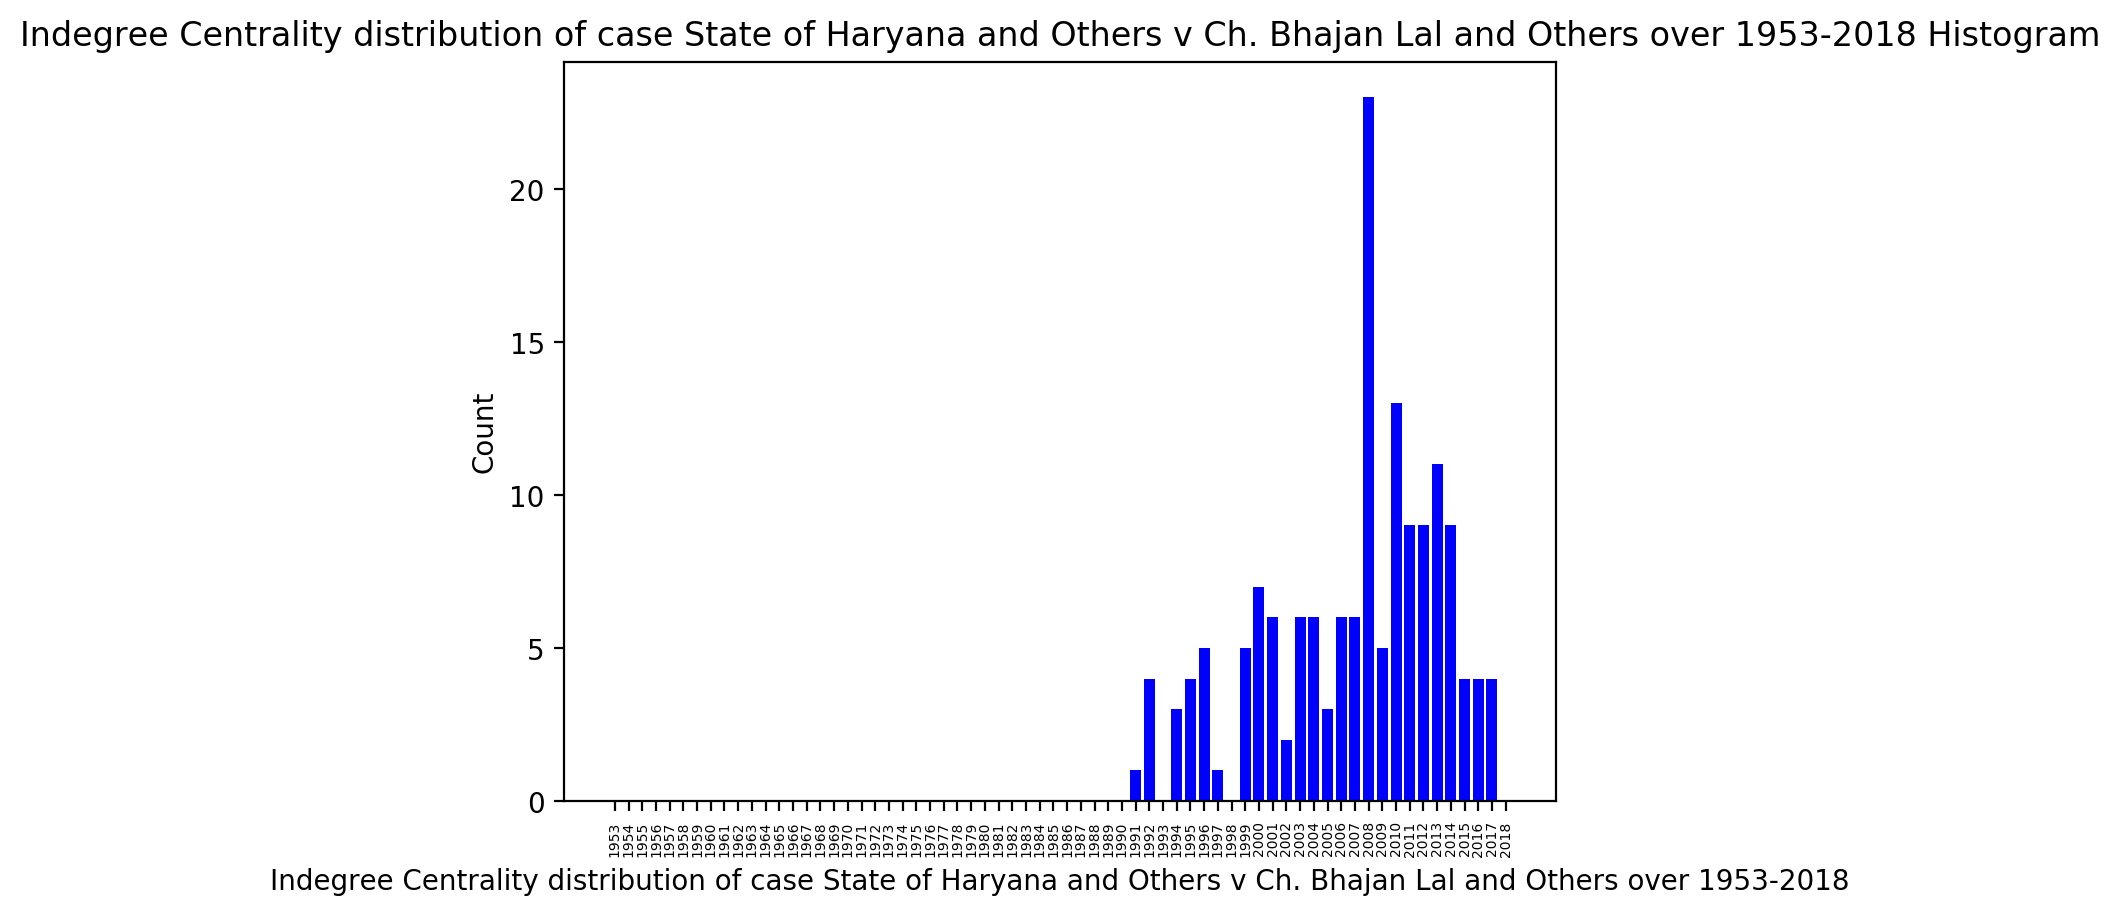 Indegree Centrality distribution of case State of Haryana and Others v Ch. Bhajan Lal and Others over 1953-2018 Histogram
Count
20
15
10
5
0
1953 1954 1955 1956 1957 1958 1959 1960 1961 1962 1963 1964 1965 1966 1967 1968 1969 1970 1971 1972 1973 1974 1975 1976 1977 1978 1979 1980 1981 1982 1983 1984 1985 1986 1987 1988 1989 1990 1991 1992 1993 1994 1995 1996 1997 1998 1999 2000 2001 2002 2003 2004 2005 2006 2007 2008 2009 2010 2011 2012 2013 2014 2015 2016 2017 2018
Indegree Centrality distribution of case State of Haryana and Others v Ch. Bhajan Lal and Others over 1953-2018